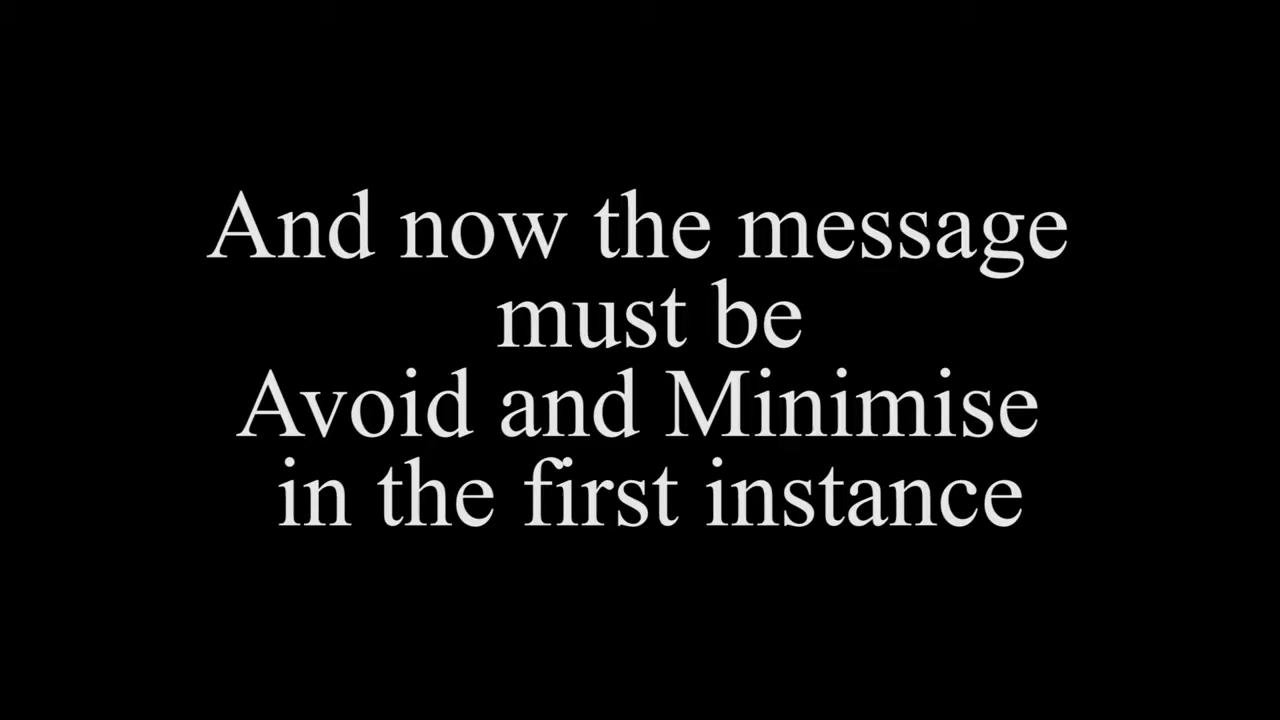 And now the message
must be
Avoid and Minimise
in the first instance